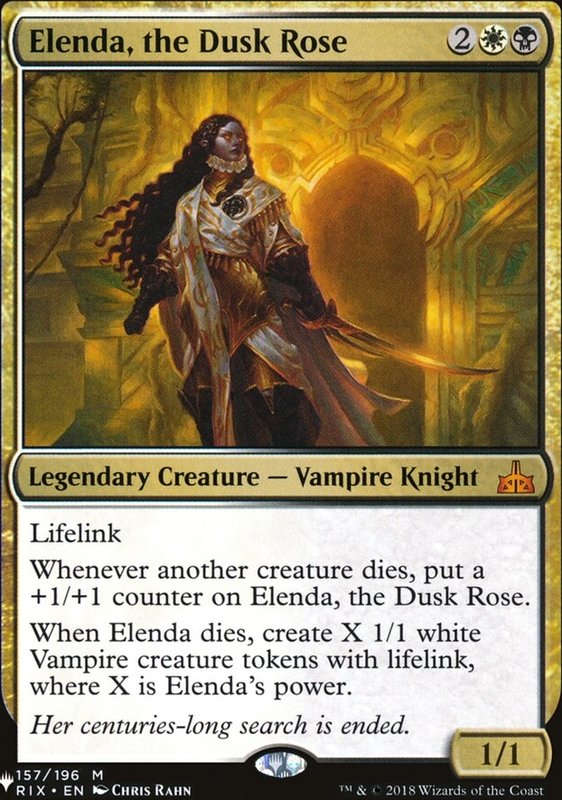 Elenda, the Dusk Rose 2
Legendary Creature — Vampire Knight
Lifelink
Whenever another creature dies, put a
+1/+1 counter on Elenda, the Dusk Rose.
When Elenda dies, create X 1/1 white
Vampire creature tokens with lifelink,
where X is Elenda's power.
Her centuries-long search is ended.
1/1
157/196 M
RIX • EN Chris Rahn
™ & © 2018 Wizards of the Coast